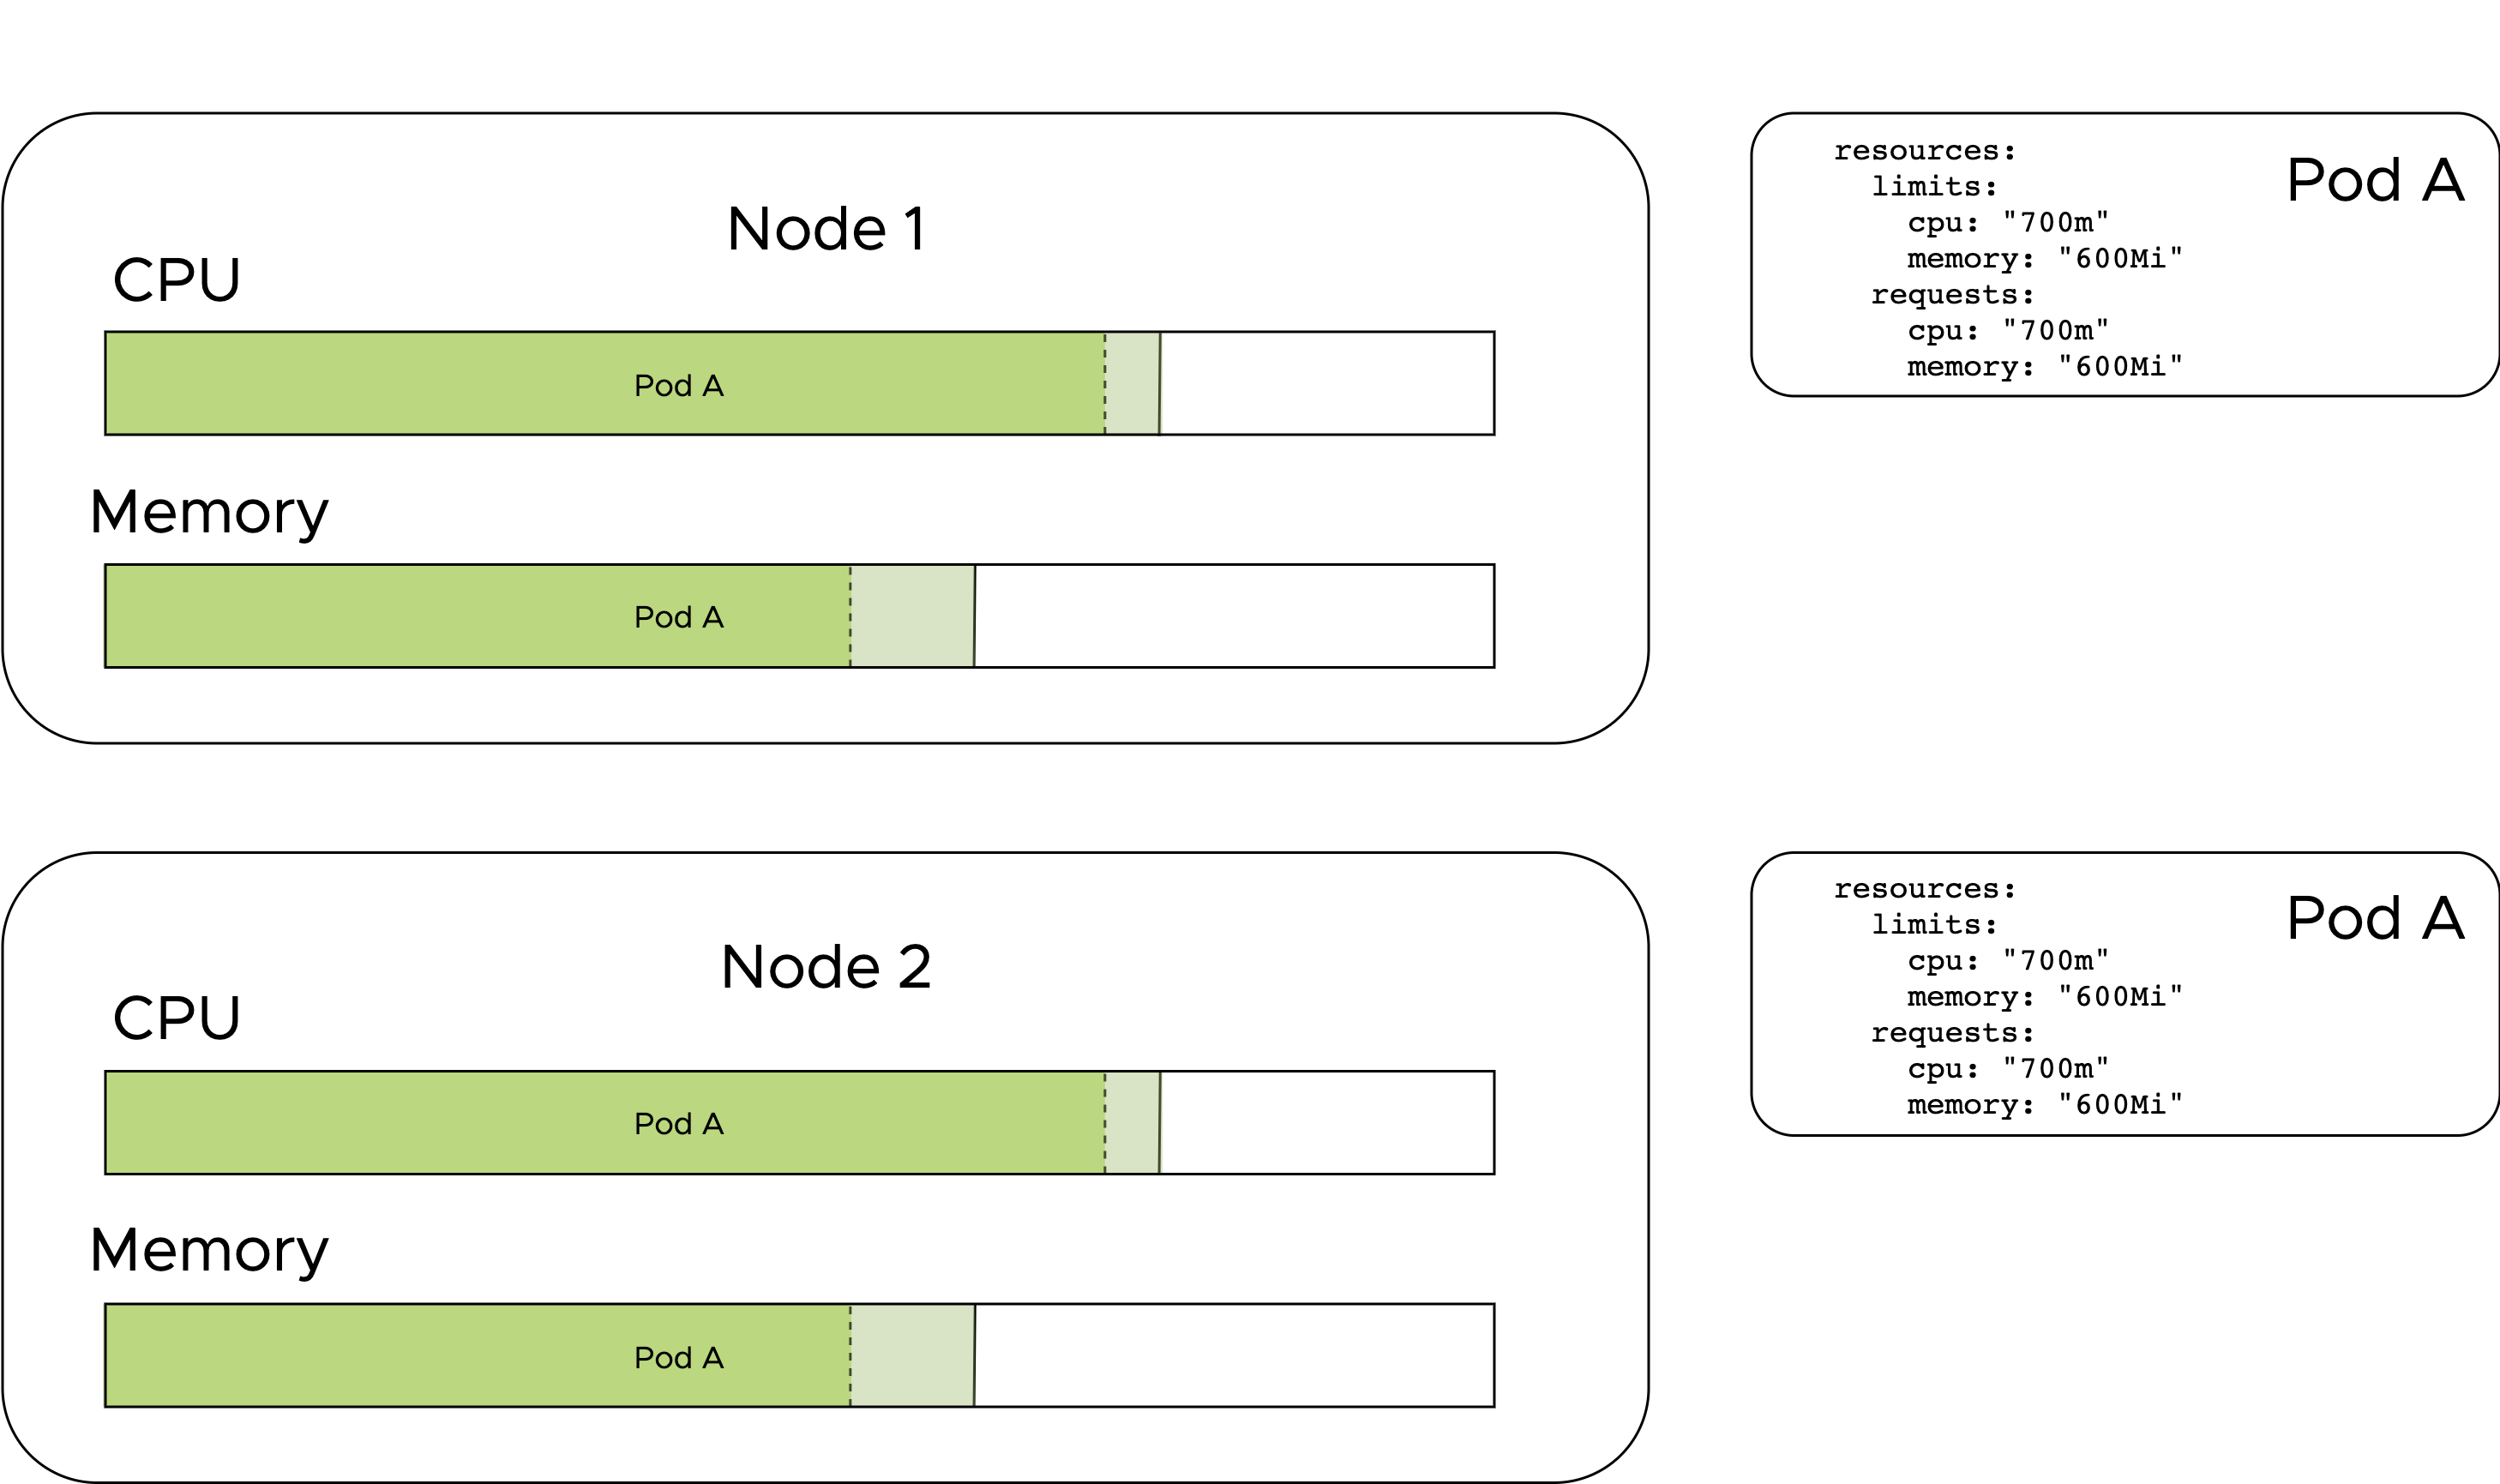 Node 1
CPU
Pod A
Memory
Pod A
resources:
  limits:
    cpu: "700m"
    memory: "600Mi"
  requests:
    cpu: "700m"
    memory: "600Mi"
Pod A
Node 2
CPU
Pod A
Memory
Pod A
resources:
  limits:
    cpu: "700m"
    memory: "600Mi"
  requests:
    cpu: "700m"
    memory: "600Mi"
Pod A